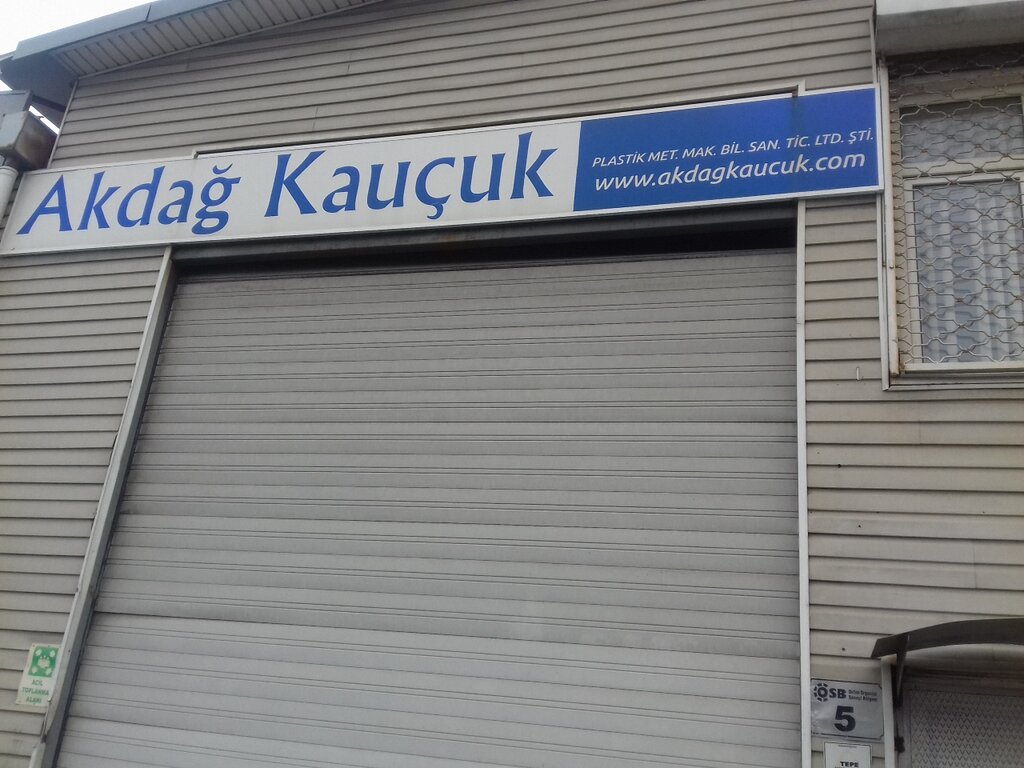 Akdağ Kauçuk
PLASTİK MET. MAK. BİL. SAN. TİC. LTD. ŞTİ.
www.akdagkaucuk.com
ACİL
TOPLANMA
ALANI
OSB
5
TEPE